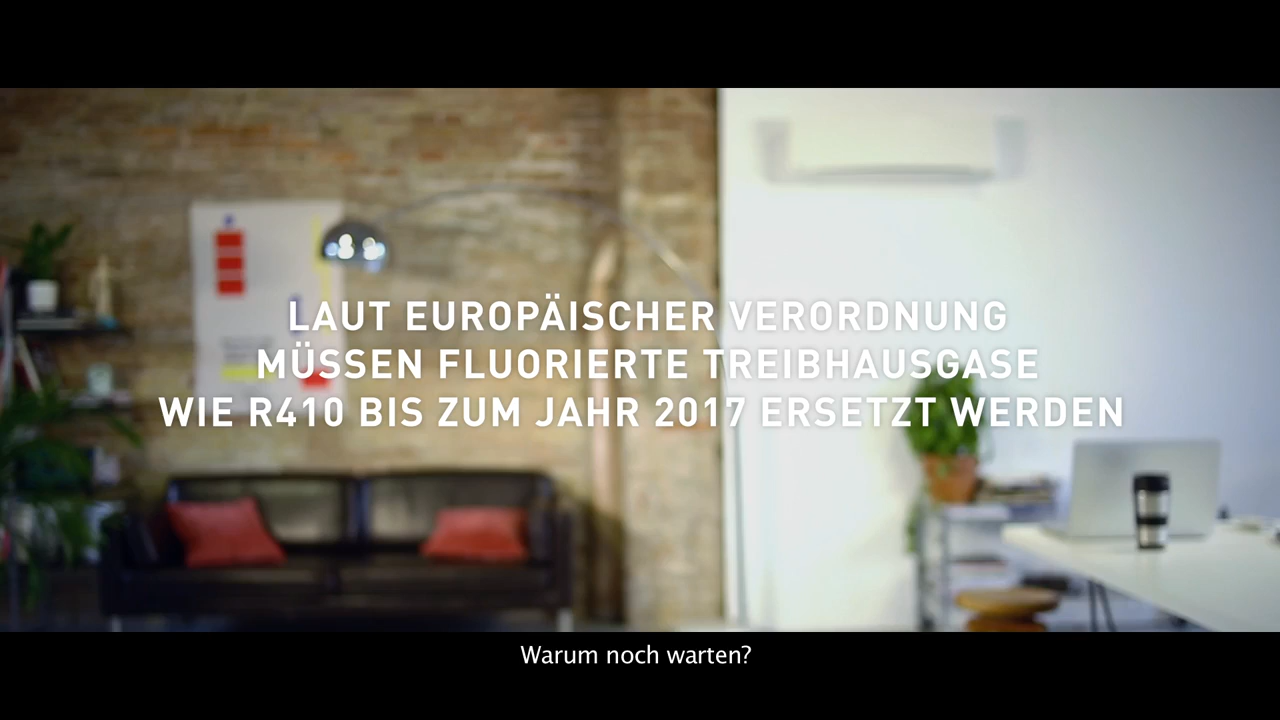 LAUT EUROPÄISCHER VERORDNUNG
MÜSSEN FLUORIERTE TREIBHAUSGASE
WIE R410 BIS ZUM JAHR 2017 ERSETZT WERDEN
Warum noch warten?